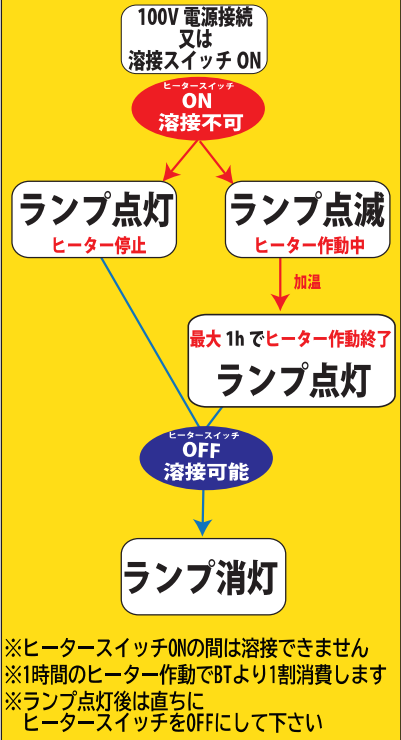 100V 電源接続
又は
溶接スイッチ ON
ヒータースイッチ
ON
溶接不可
ランプ点灯
ヒーター停止
ランプ点滅
ヒーター作動中
加温
最大 1h でヒーター作動終了
ランプ点灯
ヒータースイッチ
OFF
溶接可能
ランプ消灯
※ヒータースイッチONの間は溶接できません
※1時間のヒーター作動でBTより1割消費します
※ランプ点灯後は直ちに
ヒータースイッチをOFFにして下さい